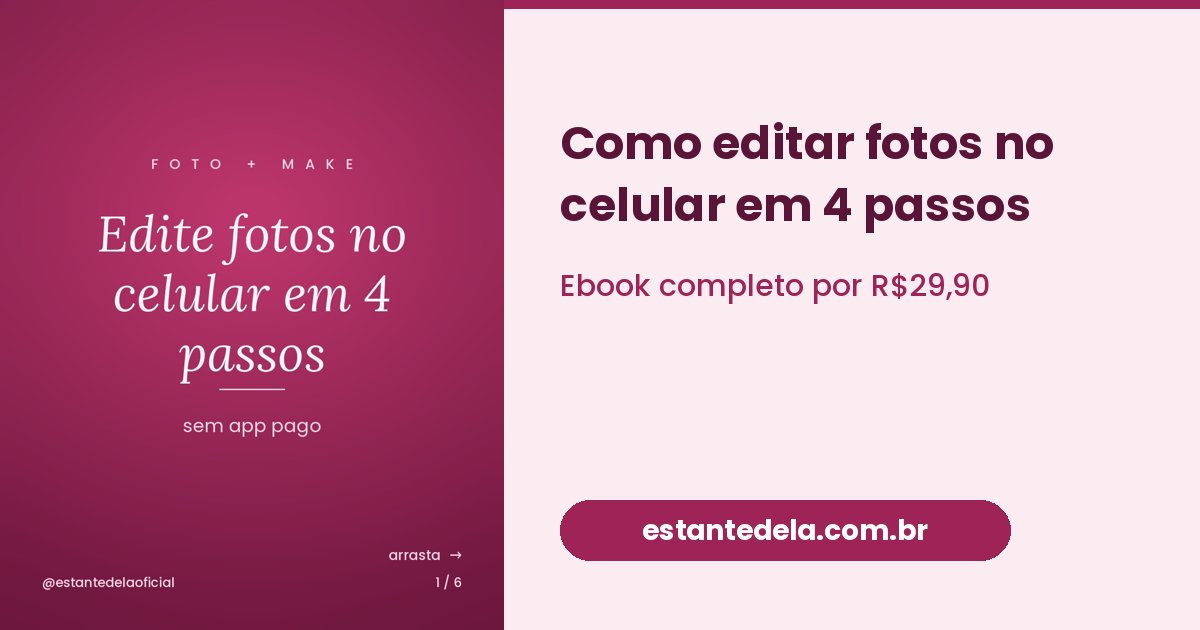 FOTO + MAKE
Edite fotos no
celular em 4
passos
sem app pago
arrasta →
@estantedelaoficial
1 / 6
Como editar fotos no
celular em 4 passos
Ebook completo por R$29,90
estantedela.com.br